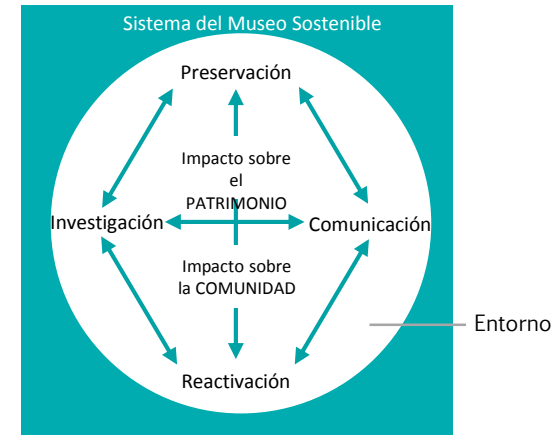 Sistema del Museo Sostenible
Preservación
Impacto sobre
el
PATRIMONIO
Investigación
Comunicación
Impacto sobre
la COMUNIDAD
Entorno
Reactivación